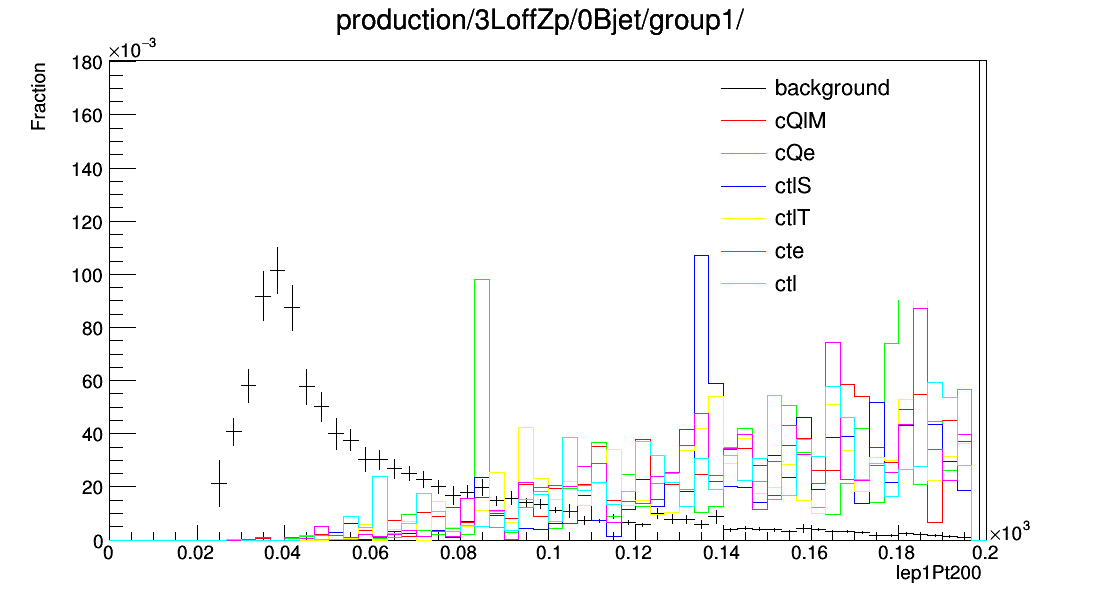 production/3LoffZp/0Bjet/group1/
×10⁻³
Fraction
180
160
140
120
100
80
60
40
20
0
background
cQlM
cQe
ctlS
ctlT
cte
ctl
0 0.02 0.04 0.06 0.08 0.1 0.12 0.14 0.16 0.18 0.2
×10³
lep1Pt200